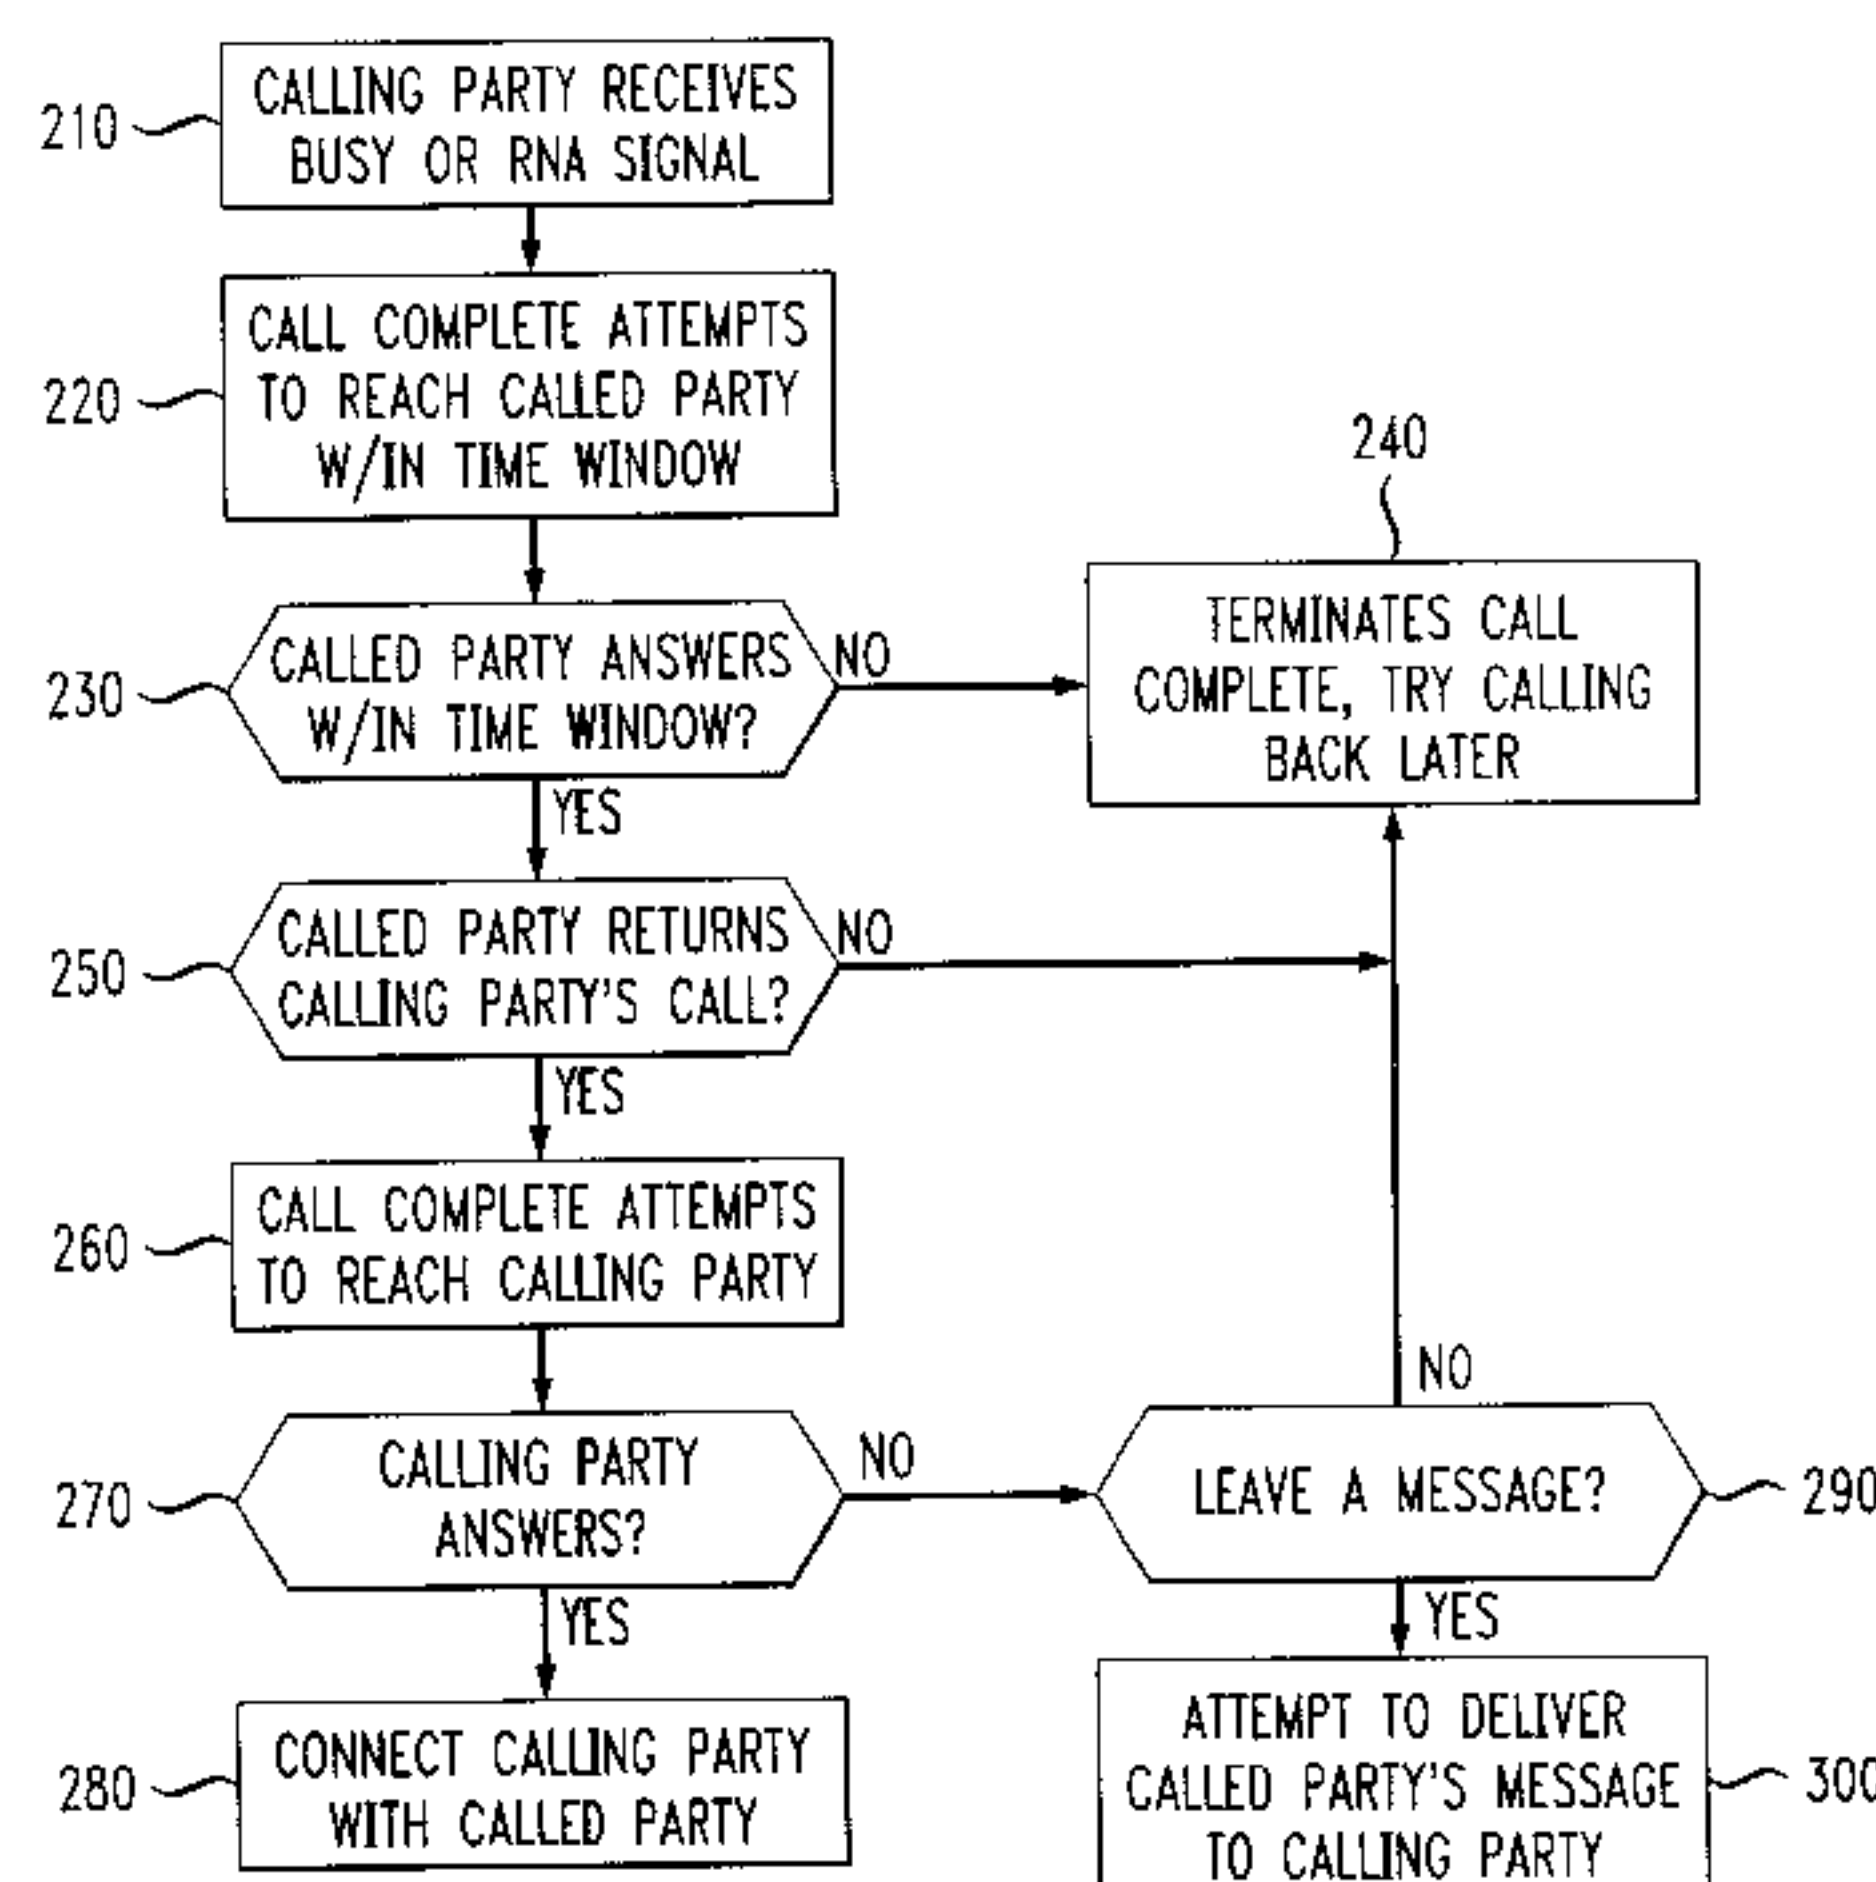 210
CALLING PARTY RECEIVES
BUSY OR RNA SIGNAL
220
CALL COMPLETE ATTEMPTS
TO REACH CALLED PARTY
W/IN TIME WINDOW
230
CALLED PARTY ANSWERS
W/IN TIME WINDOW?
NO
YES
240
TERMINATES CALL
COMPLETE, TRY CALLING
BACK LATER
250
CALLED PARTY RETURNS
CALLING PARTY'S CALL?
NO
YES
260
CALL COMPLETE ATTEMPTS
TO REACH CALLING PARTY
270
CALLING PARTY
ANSWERS?
NO
YES
NO
LEAVE A MESSAGE?
290
YES
280
CONNECT CALLING PARTY
WITH CALLED PARTY
ATTEMPT TO DELIVER
CALLED PARTY'S MESSAGE
TO CALLING PARTY
300